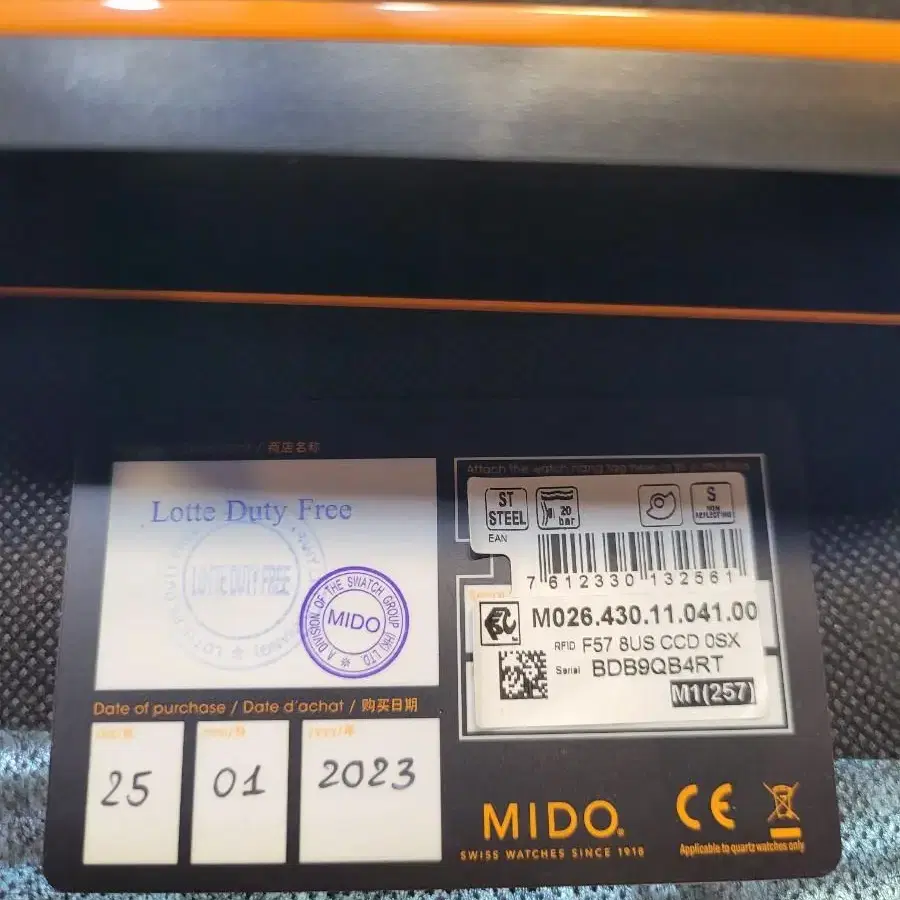 / 商店名称
Lotte Duty Free
LOTTE DUTY FREE
A DIVISION OF THE SWATCH GROUP (HK) LTD.
MIDO
Date of purchase / Date d'achat / 购买日期
25
01
2023
Attach the watch hang tag here or
ST
STEEL
20
bar
S
NON
REFLECTING
EAN
7 612330 132561
M026.430.11.041.00
RFID F57 8US CCD 0SX
Serial BDB9QB4RT
M1(257)
MIDO
SWISS WATCHES SINCE 1918
CE
Applicable to quartz watches only